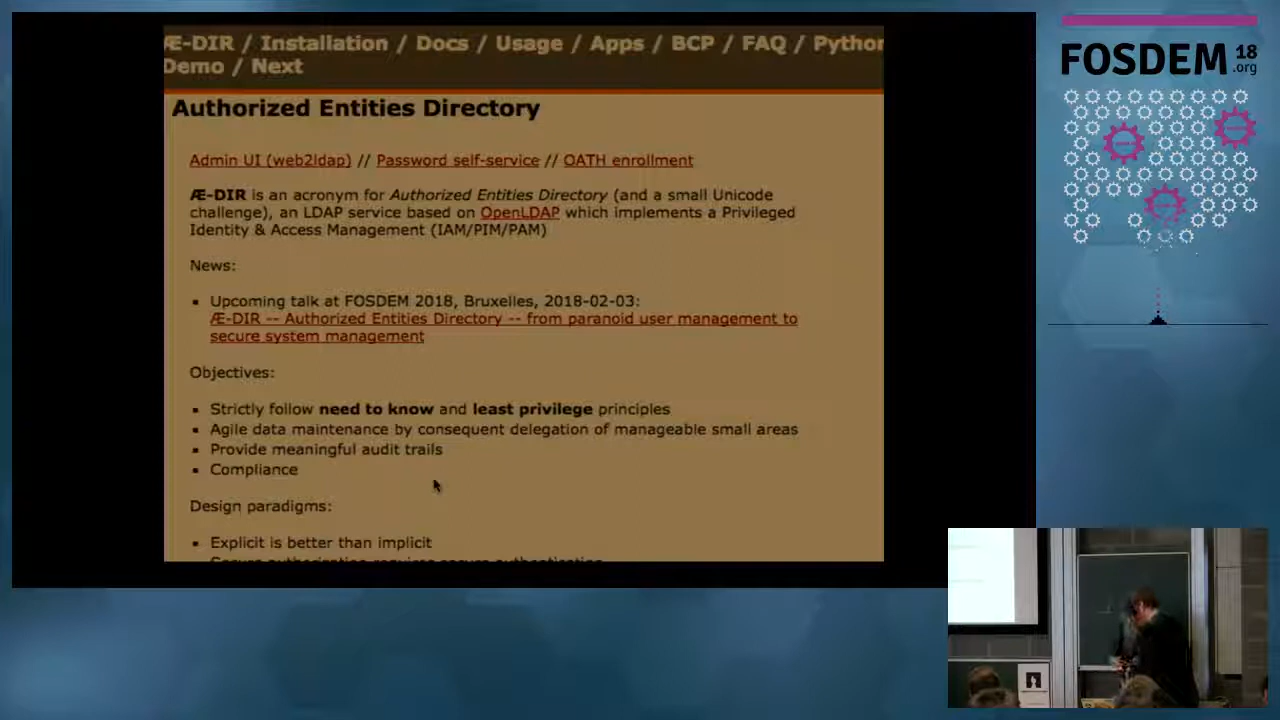 Æ-DIR / Installation / Docs / Usage / Apps / BCP / FAQ / Python
Demo / Next
Authorized Entities Directory
Admin UI (web2ldap) // Password self-service // OATH enrollment
Æ-DIR is an acronym for Authorized Entities Directory (and a small Unicode
challenge), an LDAP service based on OpenLDAP which implements a Privileged
Identity & Access Management (IAM/PIM/PAM)
News:
Upcoming talk at FOSDEM 2018, Bruxelles, 2018-02-03:
Æ-DIR -- Authorized Entities Directory -- from paranoid user management to
secure system management
Objectives:
Strictly follow need to know and least privilege principles
Agile data maintenance by consequent delegation of manageable small areas
Provide meaningful audit trails
Compliance
Design paradigms:
Explicit is better than implicit
Secure authorization requires secure authentication
FOSDEM 18
.org